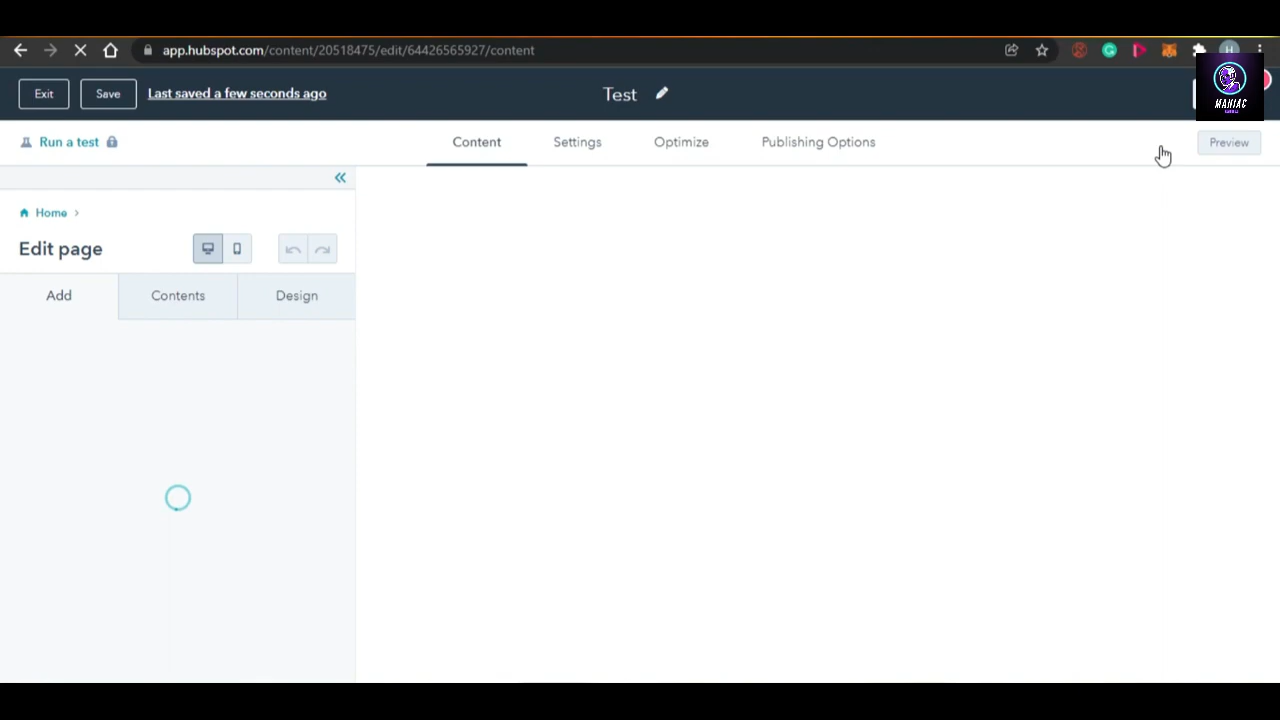 app.hubspot.com/content/20518475/edit/64426565927/content
H
MANIAC
Exit
Save
Last saved a few seconds ago
Test
Run a test
Content
Settings
Optimize
Publishing Options
Preview
Home
Edit page
Add
Contents
Design